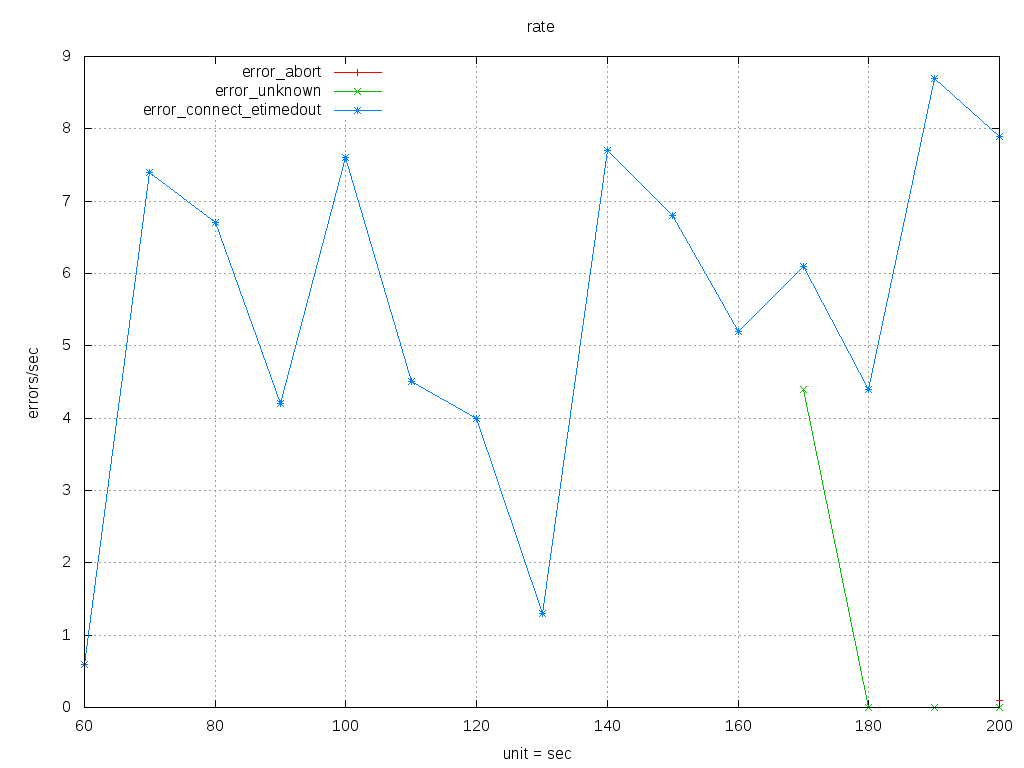 rate
9
error_abort
error_unknown
error_connect_etimedout
8
7
6
5
errors/sec
4
3
2
1
0
60 80 100 120 140 160 180 200
unit = sec